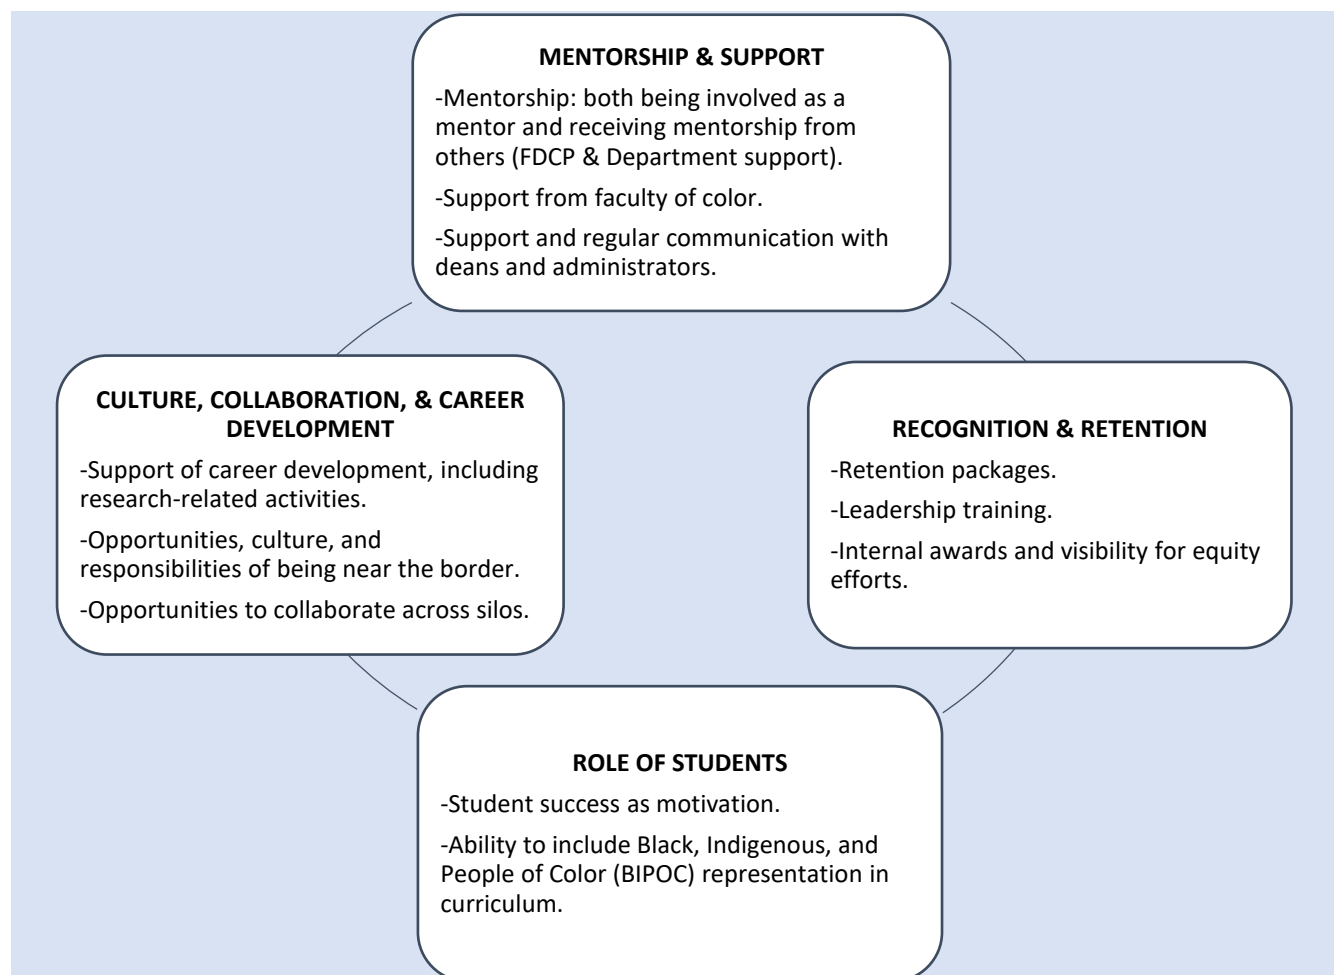 MENTORSHIP & SUPPORT
-Mentorship: both being involved as a
mentor and receiving mentorship from
others (FDCP & Department support).
-Support from faculty of color.
-Support and regular communication with
deans and administrators.
CULTURE, COLLABORATION, & CAREER
DEVELOPMENT
-Support of career development, including
research-related activities.
-Opportunities, culture, and
responsibilities of being near the border.
-Opportunities to collaborate across silos.
RECOGNITION & RETENTION
-Retention packages.
-Leadership training.
-Internal awards and visibility for equity
efforts.
ROLE OF STUDENTS
-Student success as motivation.
-Ability to include Black, Indigenous, and
People of Color (BIPOC) representation in
curriculum.